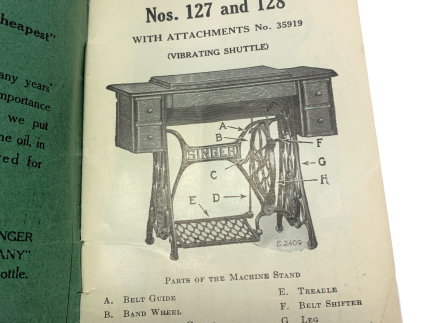 heapest"
any years'
mportance
we put
ne oil, in
ed for
NGER
ANY"
ottle.
Nos. 127 and 128
WITH ATTACHMENTS No. 35919
(VIBRATING SHUTTLE)
A
B
SINGER
F
G
C
H
E
D
E 2409
PARTS OF THE MACHINE STAND
A. BELT GUIDE
B. BAND WHEEL
E. TREADLE
F. BELT SHIFTER
G. LEG